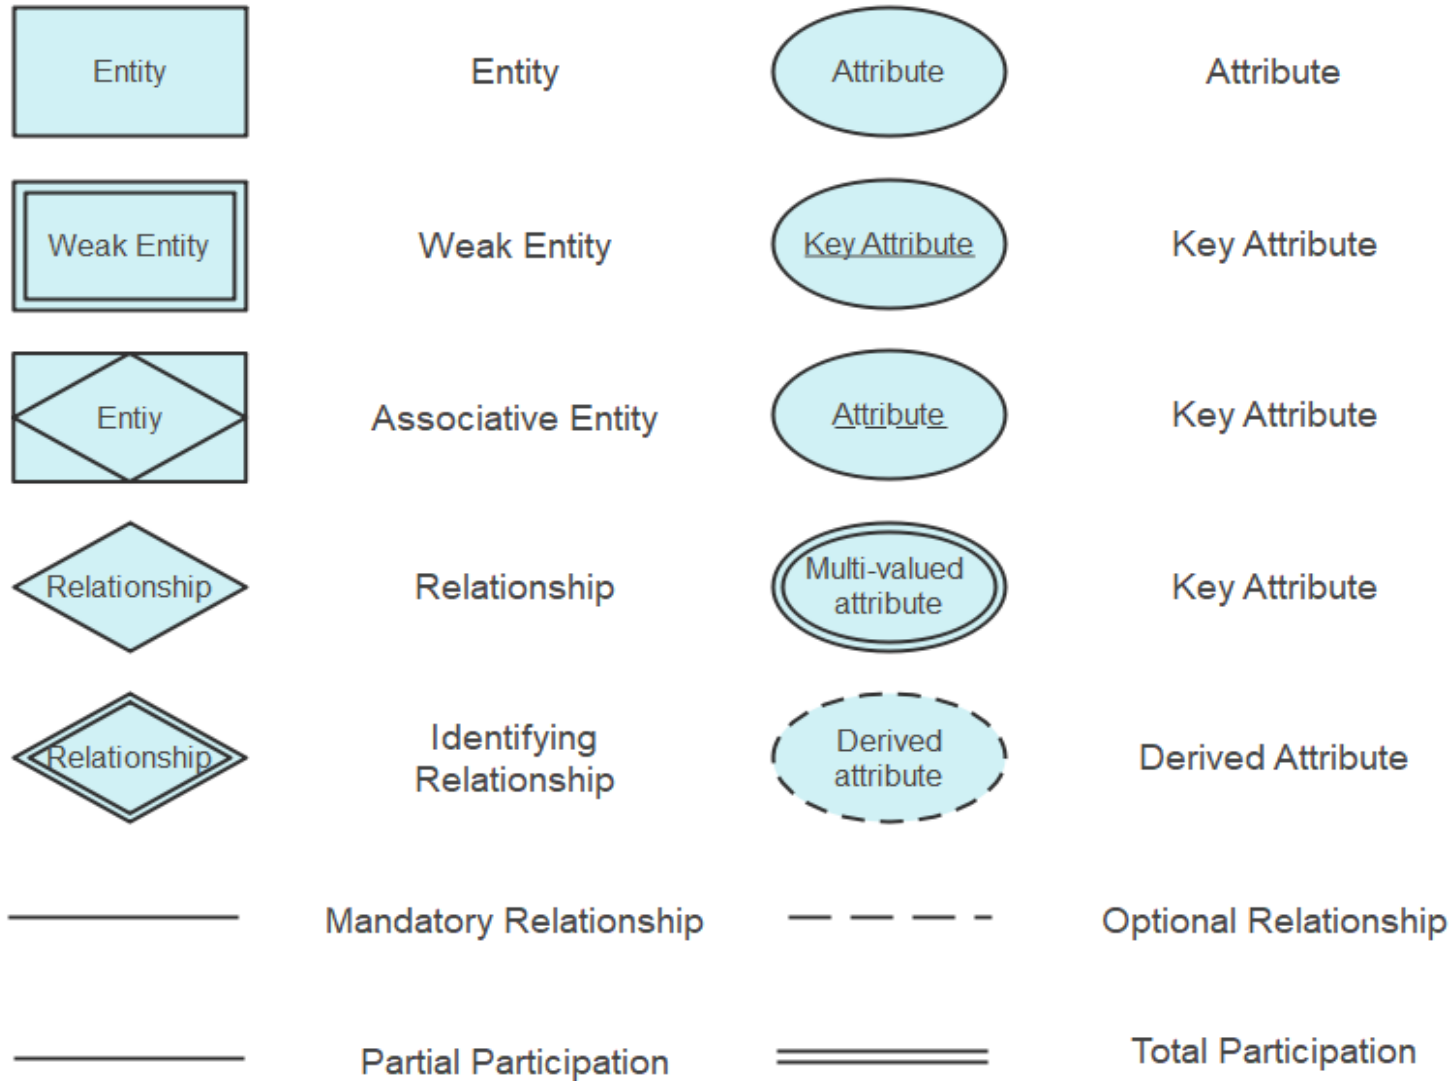 Entity
Entity
Attribute
Attribute
Weak Entity
Weak Entity
Key Attribute
Key Attribute
Entiy
Associative Entity
Attribute
Key Attribute
Relationship
Relationship
Multi-valued
attribute
Key Attribute
Relationship
Identifying
Relationship
Derived
attribute
Derived Attribute
Mandatory Relationship
Optional Relationship
Partial Participation
Total Participation